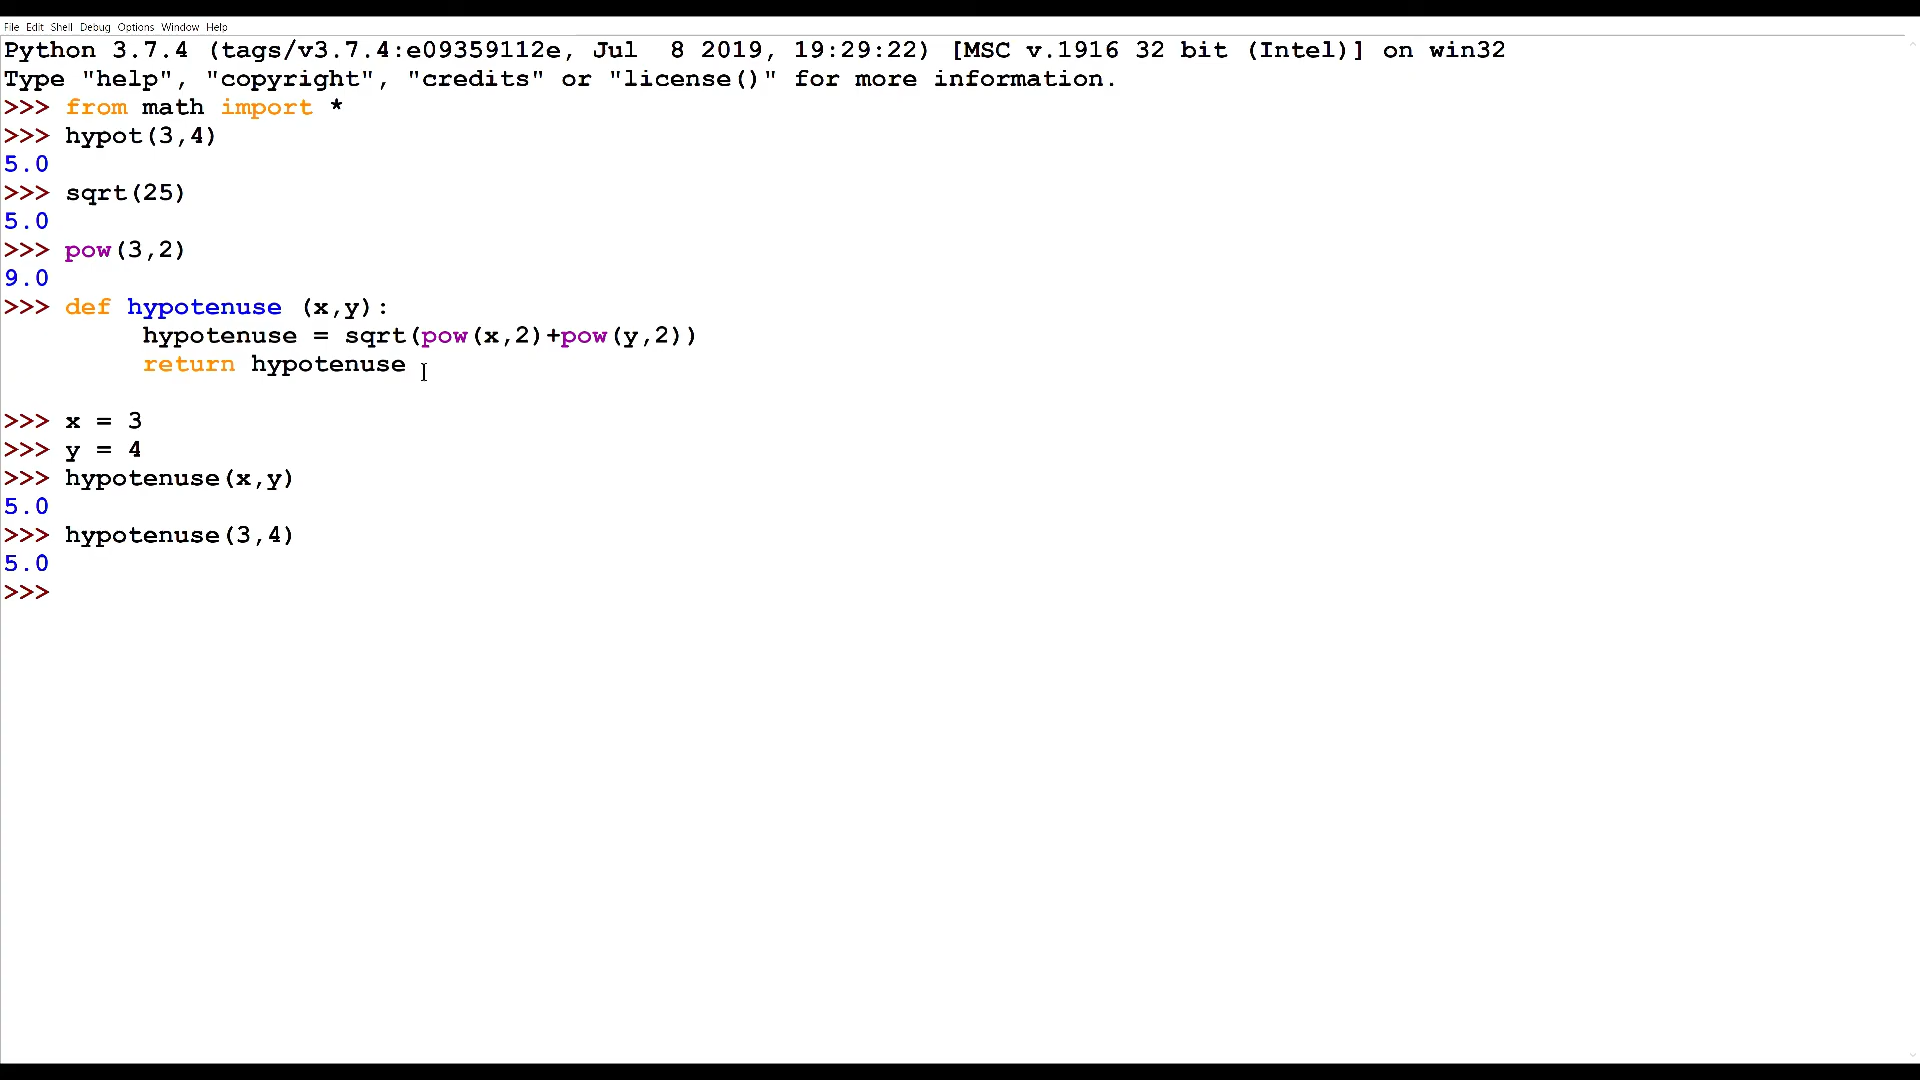 File Edit Shell Debug Options Window Help
Python 3.7.4 (tags/v3.7.4:e09359112e, Jul  8 2019, 19:29:22) [MSC v.1916 32 bit (Intel)] on win32
Type "help", "copyright", "credits" or "license()" for more information.
>>> from math import *
>>> hypot(3,4)
5.0
>>> sqrt(25)
5.0
>>> pow(3,2)
9.0
>>> def hypotenuse (x,y):
         hypotenuse = sqrt(pow(x,2)+pow(y,2))
         return hypotenuse
>>> x = 3
>>> y = 4
>>> hypotenuse(x,y)
5.0
>>> hypotenuse(3,4)
5.0
>>>